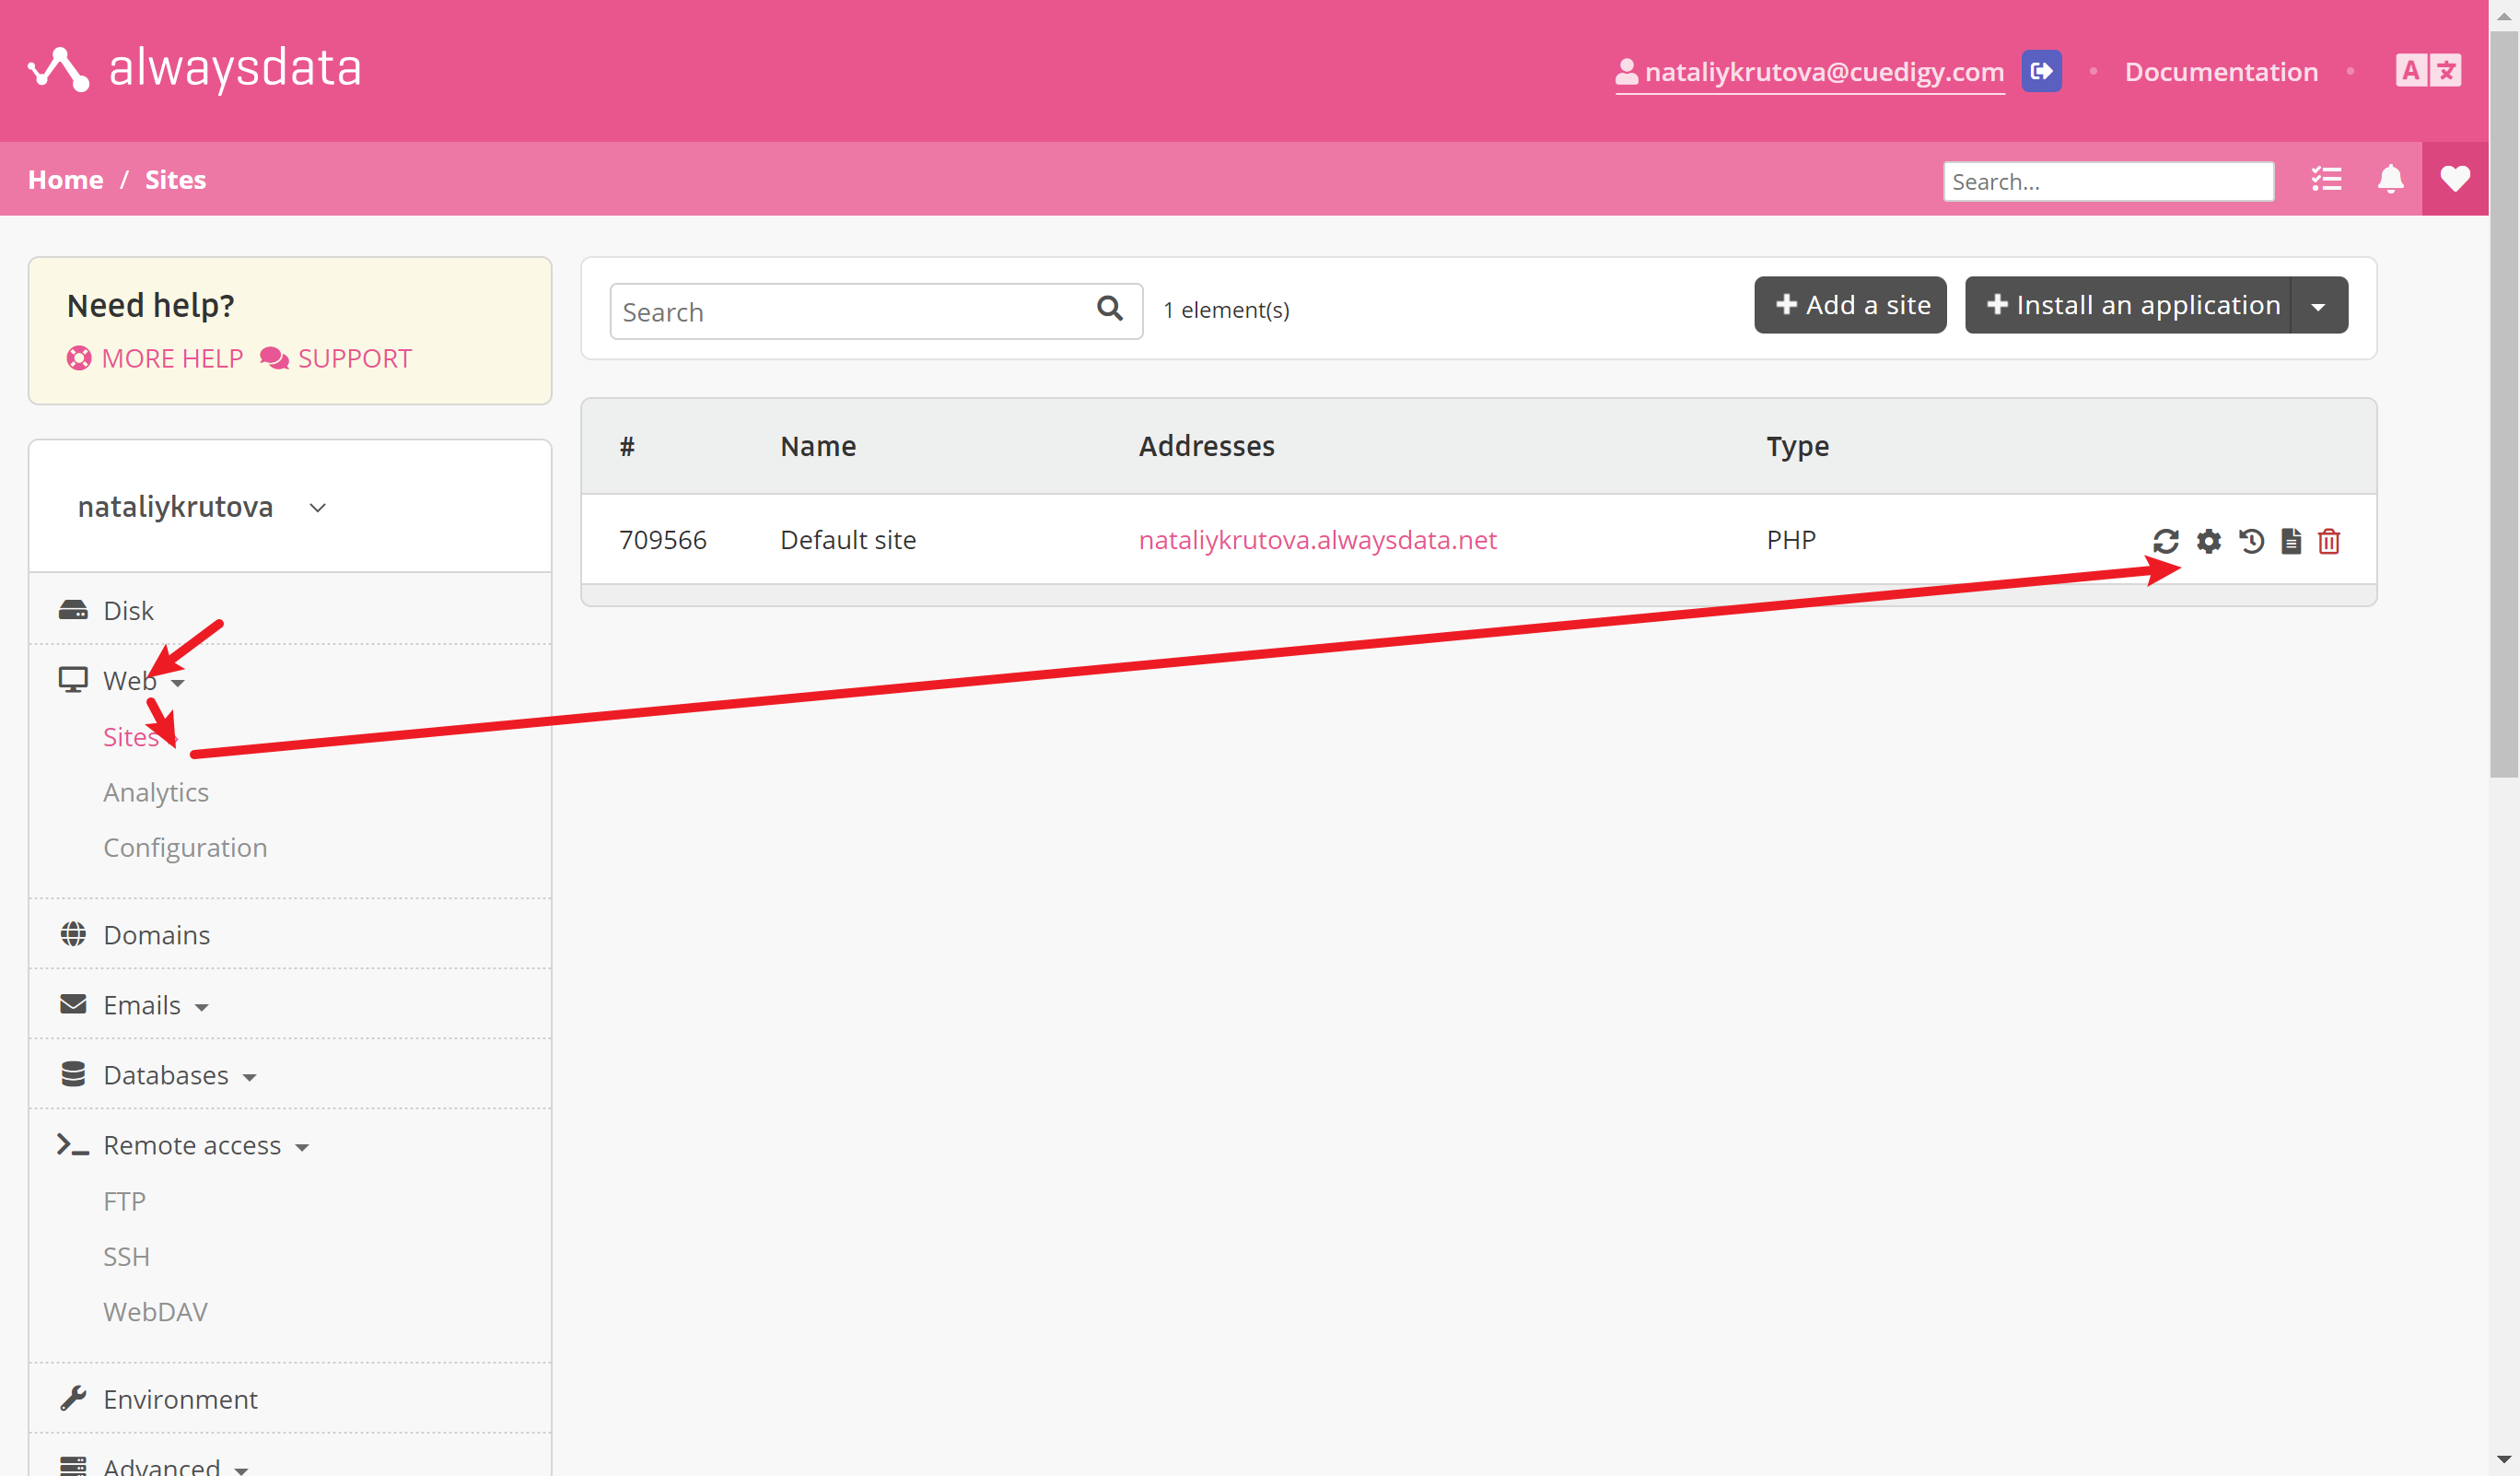 alwaysdata
nataliykrutova@cuedigy.com
Documentation
A 文
Home / Sites
Search...
Need help?
MORE HELP SUPPORT
Search
1 element(s)
Add a site
Install an application
nataliykrutova
Disk
Web
Sites
Analytics
Configuration
Domains
Emails
Databases
Remote access
FTP
SSH
WebDAV
Environment
Advanced
# Name Addresses Type
709566 Default site nataliykrutova.alwaysdata.net PHP